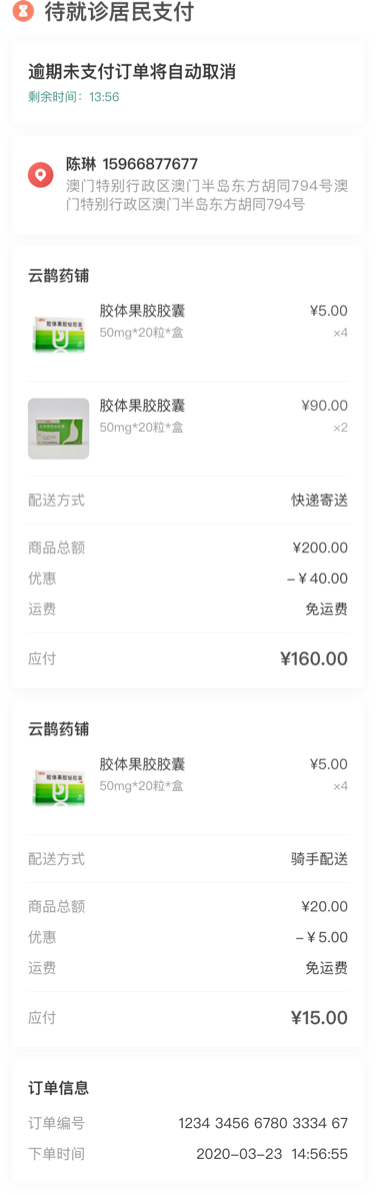 待就诊居民支付
逾期未支付订单将自动取消
剩余时间：13:56
陈琳 15966877677
澳门特别行政区澳门半岛东方胡同794号澳
门特别行政区澳门半岛东方胡同794号
云鹊药铺
胶体果胶胶囊 ¥5.00
50mg*20粒*盒 ×4
胶体果胶胶囊 ¥90.00
50mg*20粒*盒 ×2
配送方式 快递寄送
商品总额 ¥200.00
优惠 -￥40.00
运费 免运费
应付 ¥160.00
云鹊药铺
胶体果胶胶囊 ¥5.00
50mg*20粒*盒 ×4
配送方式 骑手配送
商品总额 ¥20.00
优惠 -￥5.00
运费 免运费
应付 ¥15.00
订单信息
订单编号 1234 3456 6780 3334 67
下单时间 2020-03-23 14:56:55